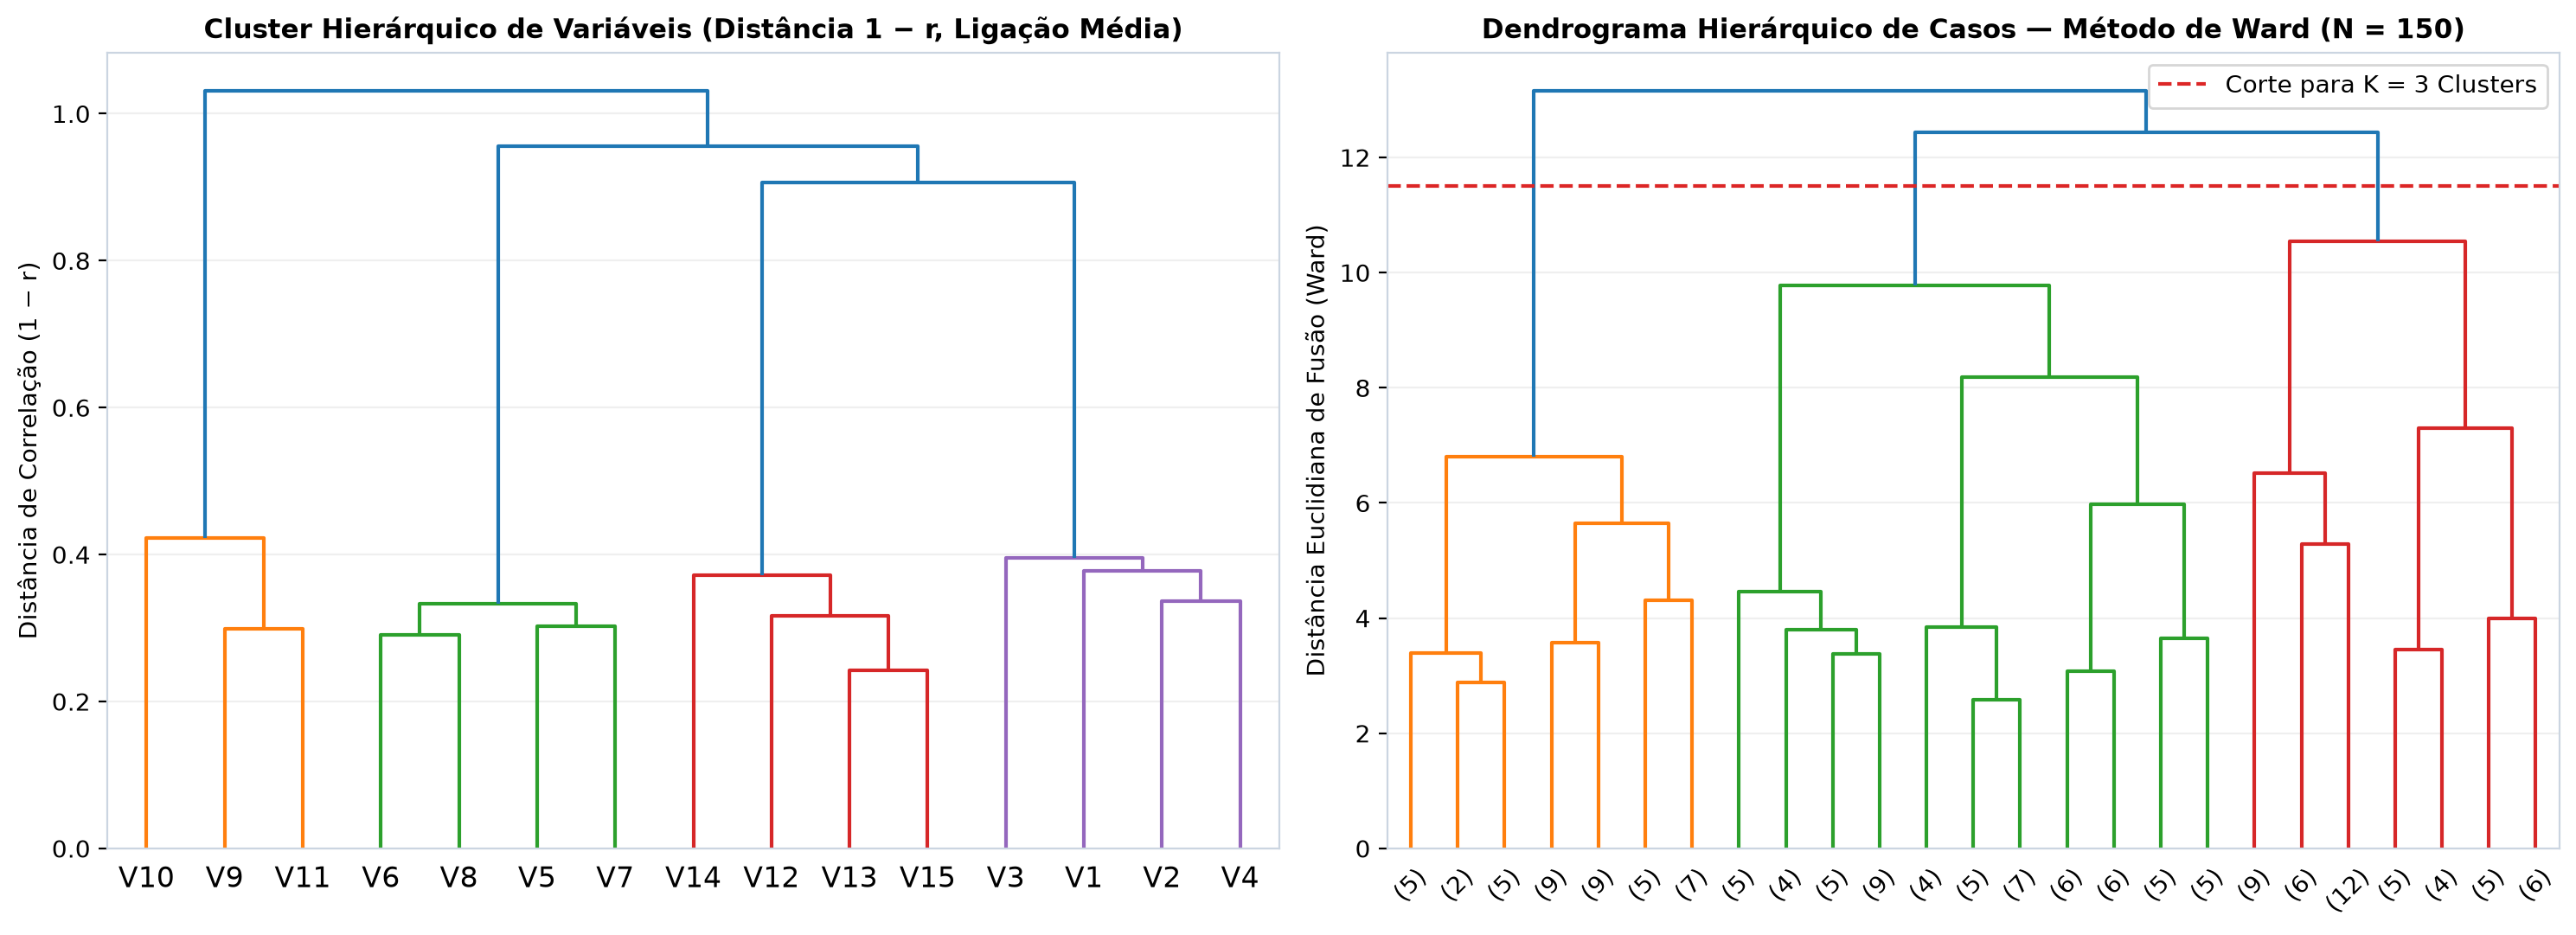 Cluster Hierárquico de Variáveis (Distância 1 − r, Ligação Média)
Distância de Correlação (1 − r)
1.0
0.8
0.6
0.4
0.2
0.0
V10 V9 V11 V6 V8 V5 V7 V14 V12 V13 V15 V3 V1 V2 V4
Dendrograma Hierárquico de Casos — Método de Ward (N = 150)
Corte para K = 3 Clusters
Distância Euclidiana de Fusão (Ward)
12
10
8
6
4
2
0
(5) (2) (5) (9) (9) (5) (7) (5) (4) (5) (9) (4) (5) (7) (6) (6) (5) (5) (9) (6) (12) (5) (4) (5) (6)